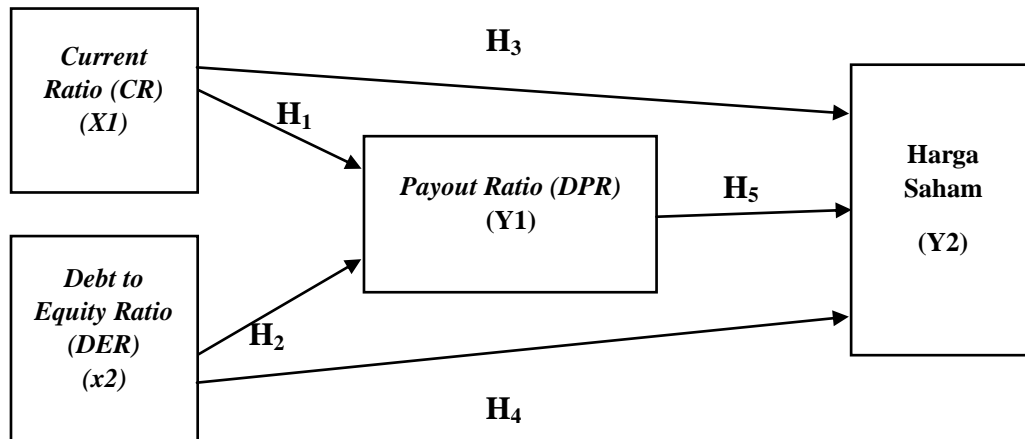 Current
Ratio (CR)
(X1)
H3
H1
Payout Ratio (DPR)
(Y1)
H5
Harga
Saham
(Y2)
Debt to
Equity Ratio
(DER)
(x2)
H2
H4